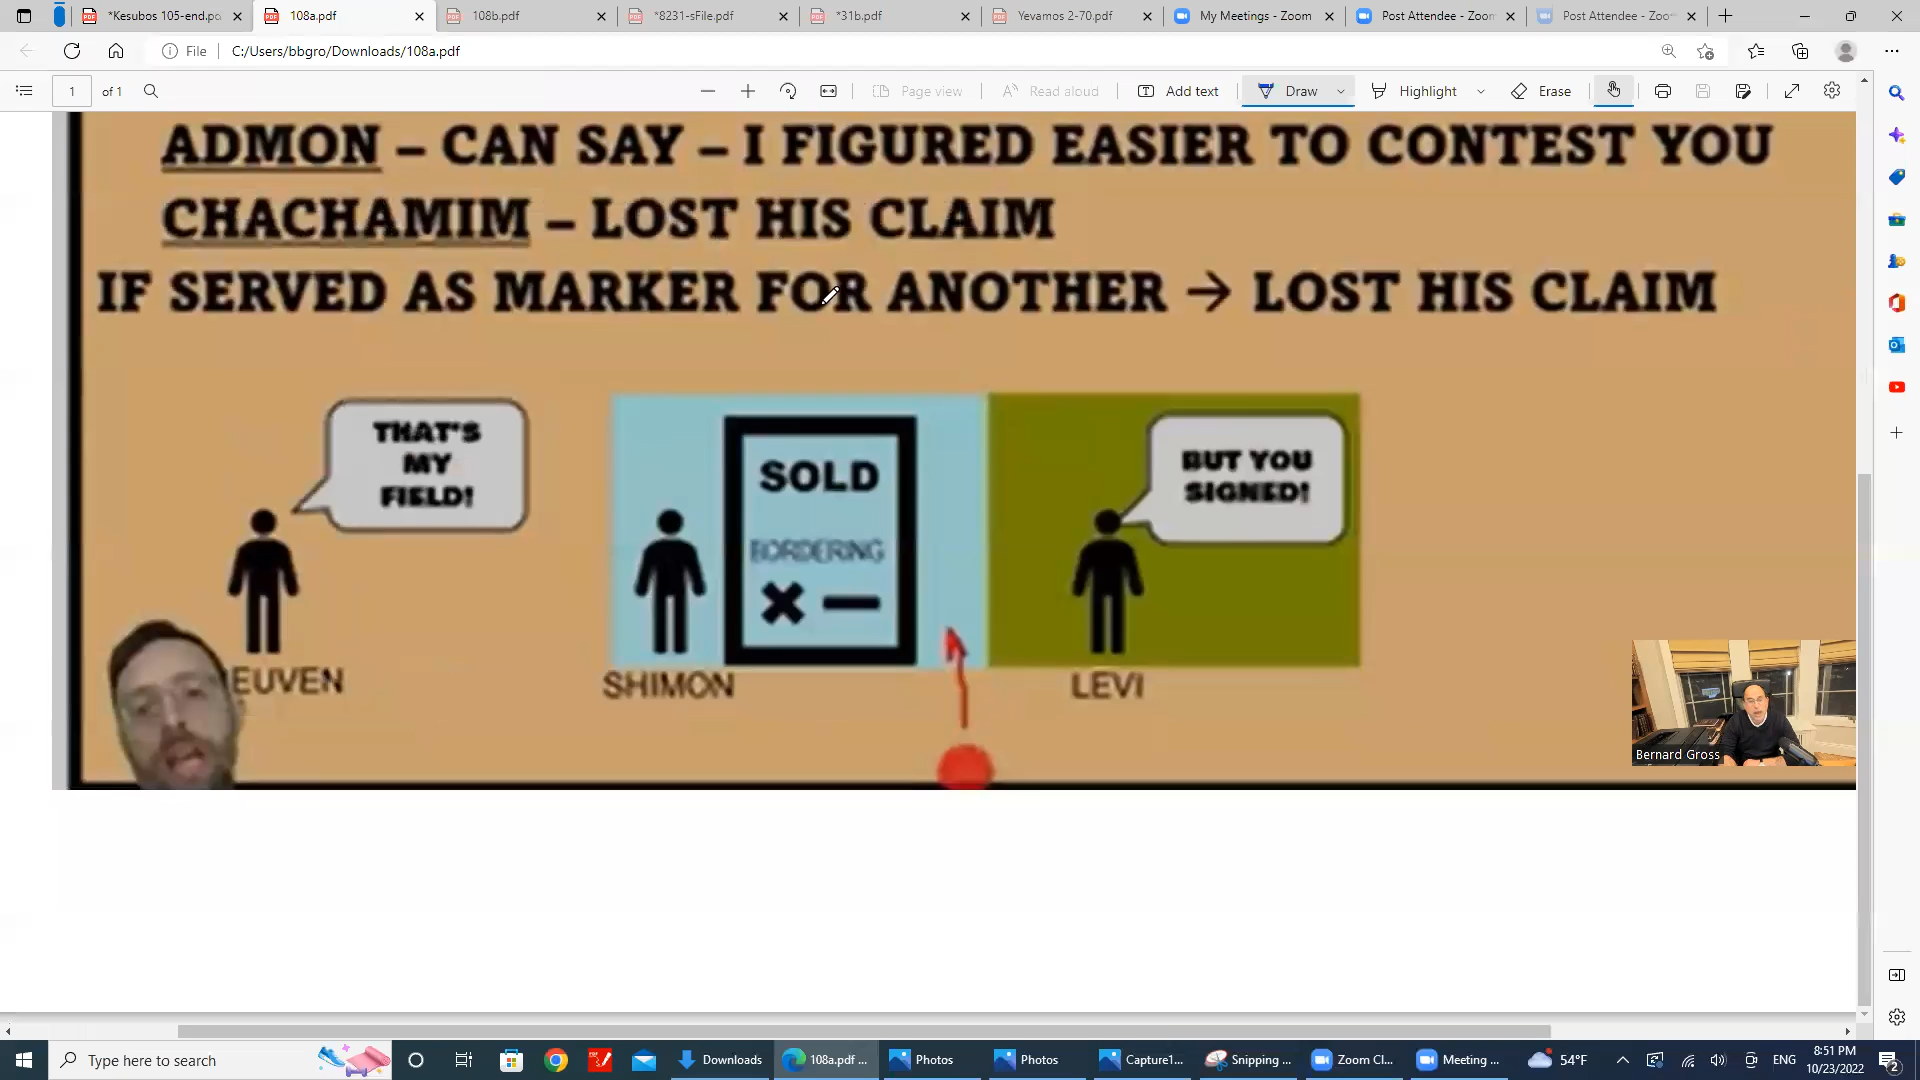 *Kesubos 105-end.pd
108a.pdf
108b.pdf
*8231-sFile.pdf
*31b.pdf
Yevamos 2-70.pdf
My Meetings - Zoom
Post Attendee - Zoom
Post Attendee - Zoom
File
C:/Users/bbgro/Downloads/108a.pdf
1
of 1
Page view
Read aloud
Add text
Draw
Highlight
Erase
ADMON – CAN SAY – I FIGURED EASIER TO CONTEST YOU
CHACHAMIM – LOST HIS CLAIM
IF SERVED AS MARKER FOR ANOTHER → LOST HIS CLAIM
THAT'S
MY
FIELD!
SOLD
BORDERING
BUT YOU
SIGNED!
EUVEN
SHIMON
LEVI
Bernard Gross
Type here to search
Downloads
108a.pdf ...
Photos
Photos
Capture1...
Snipping ...
Zoom Cl...
Meeting ...
54°F
ENG
8:51 PM
10/23/2022
2